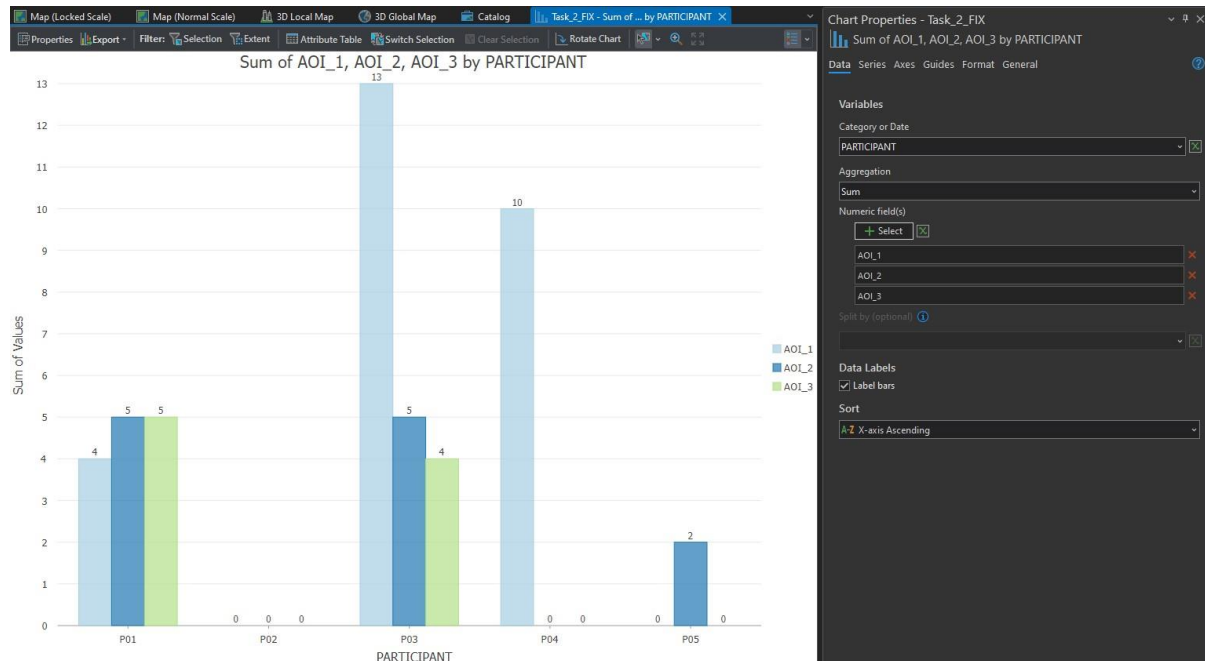 Map (Locked Scale) Map (Normal Scale) 3D Local Map 3D Global Map Catalog Task_2_FIX - Sum of ... by PARTICIPANT
Properties Export Filter: Selection Extent Attribute Table Switch Selection Clear Selection Rotate Chart
Sum of AOI_1, AOI_2, AOI_3 by PARTICIPANT
13
12
11
10
9
8
7
6
5
4
3
2
1
0
Sum of Values
4 5 5
0 0 0
13 5 4
10 0 0
0 2 0
P01 P02 P03 P04 P05
PARTICIPANT
AOI_1
AOI_2
AOI_3
Chart Properties - Task_2_FIX
Sum of AOI_1, AOI_2, AOI_3 by PARTICIPANT
Data Series Axes Guides Format General
Variables
Category or Date
PARTICIPANT
Aggregation
Sum
Numeric field(s)
+ Select
AOI_1
AOI_2
AOI_3
Split by (optional)
Data Labels
Label bars
Sort
A-Z X-axis Ascending